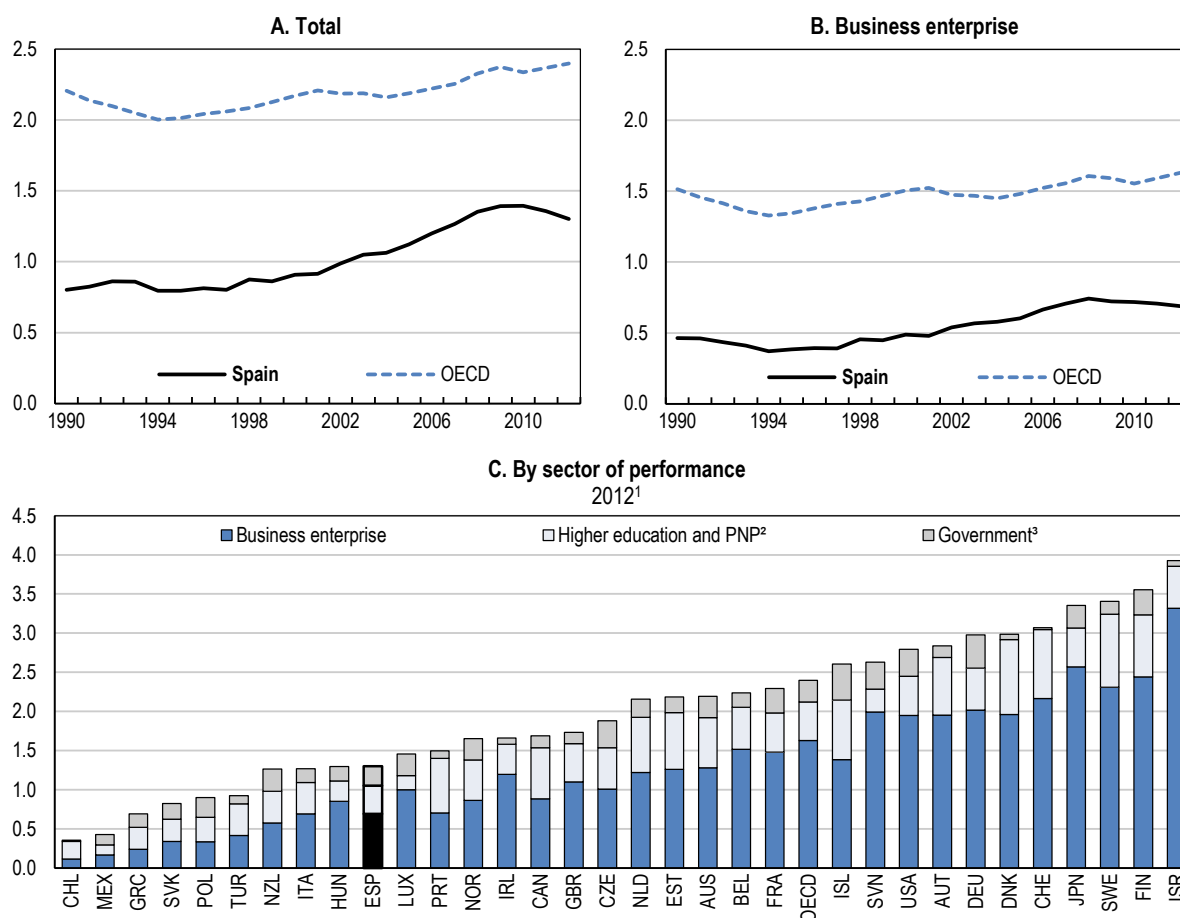 A. Total
2.5
2.0
1.5
1.0
0.5
0.0
Spain OECD
1990 1994 1998 2002 2006 2010
B. Business enterprise
2.5
2.0
1.5
1.0
0.5
0.0
Spain OECD
1990 1994 1998 2002 2006 2010
C. By sector of performance
2012¹
4.5
4.0
3.5
3.0
2.5
2.0
1.5
1.0
0.5
0.0
Business enterprise Higher education and PNP² Government³
CHL MEX GRC SVK POL TUR NZL ITA HUN ESP LUX PRT NOR IRL CAN GBR CZE NLD EST AUS BEL FRA OECD ISL SVN USA AUT DEU DNK CHE JPN SWE FIN ISR